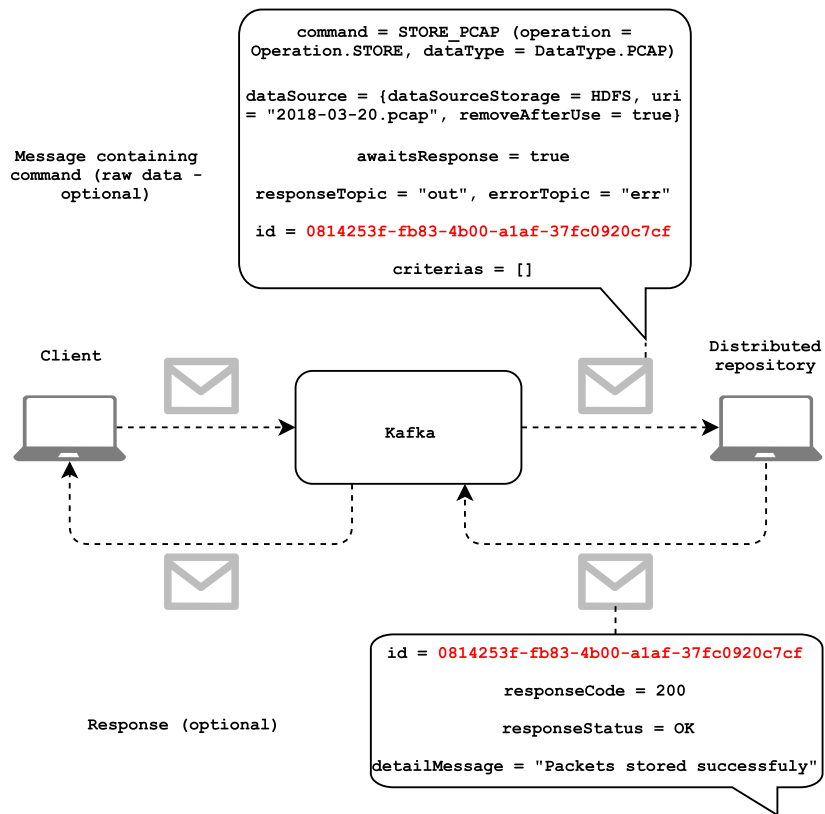 command = STORE_PCAP (operation =
Operation.STORE, dataType = DataType.PCAP)
dataSource = {dataSourceStorage = HDFS, uri
= "2018-03-20.pcap", removeAfterUse = true}
awaitsResponse = true
responseTopic = "out", errorTopic = "err"
id = 0814253f-fb83-4b00-a1af-37fc0920c7cf
criterias = []
Message containing
command (raw data -
optional)
Client
Distributed
repository
Kafka
id = 0814253f-fb83-4b00-a1af-37fc0920c7cf
responseCode = 200
responseStatus = OK
detailMessage = "Packets stored successfuly"
Response (optional)